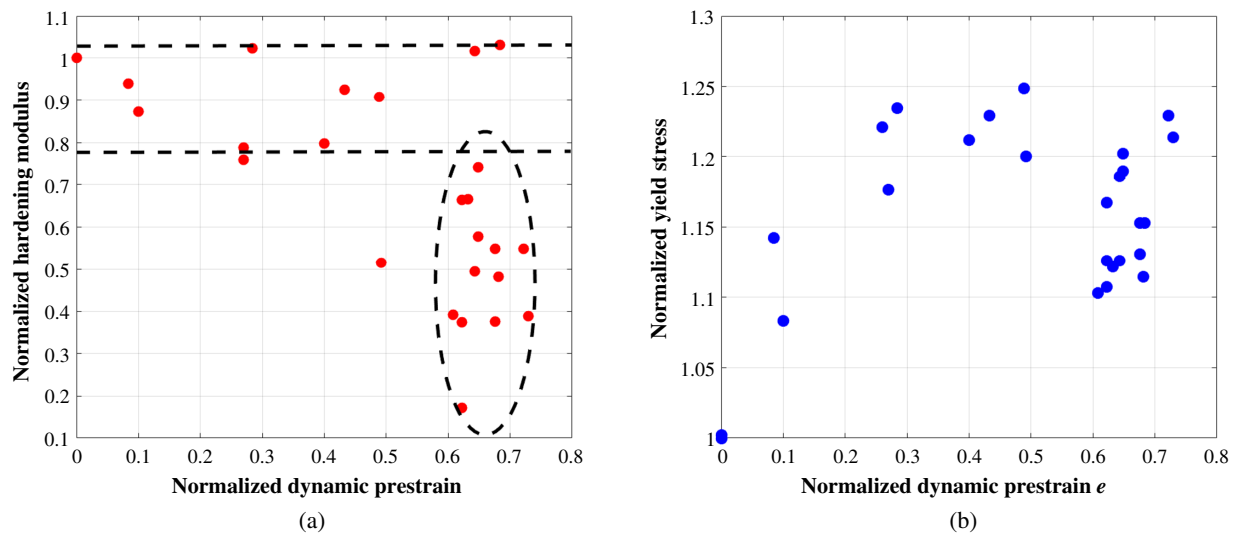 1.1
1
0.9
0.8
0.7
0.6
0.5
0.4
0.3
0.2
0.1
Normalized hardening modulus
0 0.1 0.2 0.3 0.4 0.5 0.6 0.7 0.8
Normalized dynamic prestrain
(a)
1.3
1.25
1.2
1.15
1.1
1.05
1
Normalized yield stress
0 0.1 0.2 0.3 0.4 0.5 0.6 0.7 0.8
Normalized dynamic prestrain e
(b)